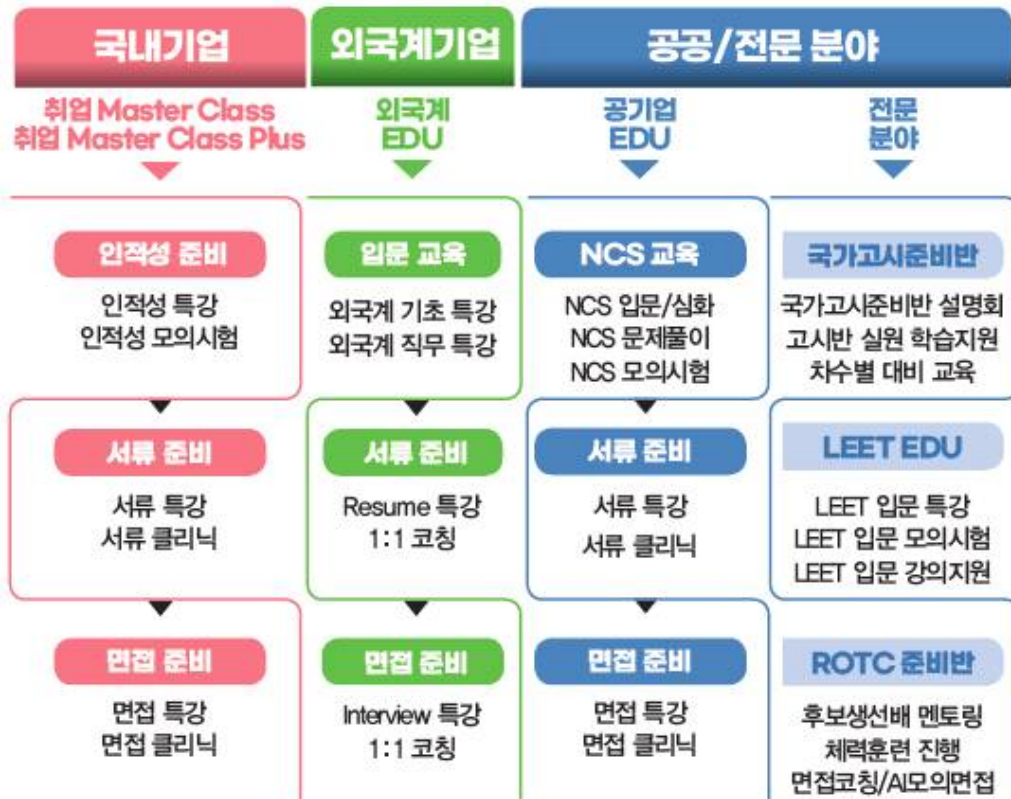 국내기업
외국계기업
공공/전문 분야
취업 Master Class
취업 Master Class Plus
외국계
EDU
공기업
EDU
전문
분야
인적성 준비
인적성 특강
인적성 모의시험
서류 준비
서류 특강
서류 클리닉
면접 준비
면접 특강
면접 클리닉
입문 교육
외국계 기초 특강
외국계 직무 특강
서류 준비
Resume 특강
1:1 코칭
면접 준비
Interview 특강
1:1 코칭
NCS 교육
NCS 입문/심화
NCS 문제풀이
NCS 모의시험
서류 준비
서류 특강
서류 클리닉
면접 준비
면접 특강
면접 클리닉
국가고시준비반
국가고시준비반 설명회
고시반 실원 학습지원
차수별 대비 교육
LEET EDU
LEET 입문 특강
LEET 입문 모의시험
LEET 입문 강의지원
ROTC 준비반
후보생선배 멘토링
체력훈련 진행
면접코칭/AI모의면접